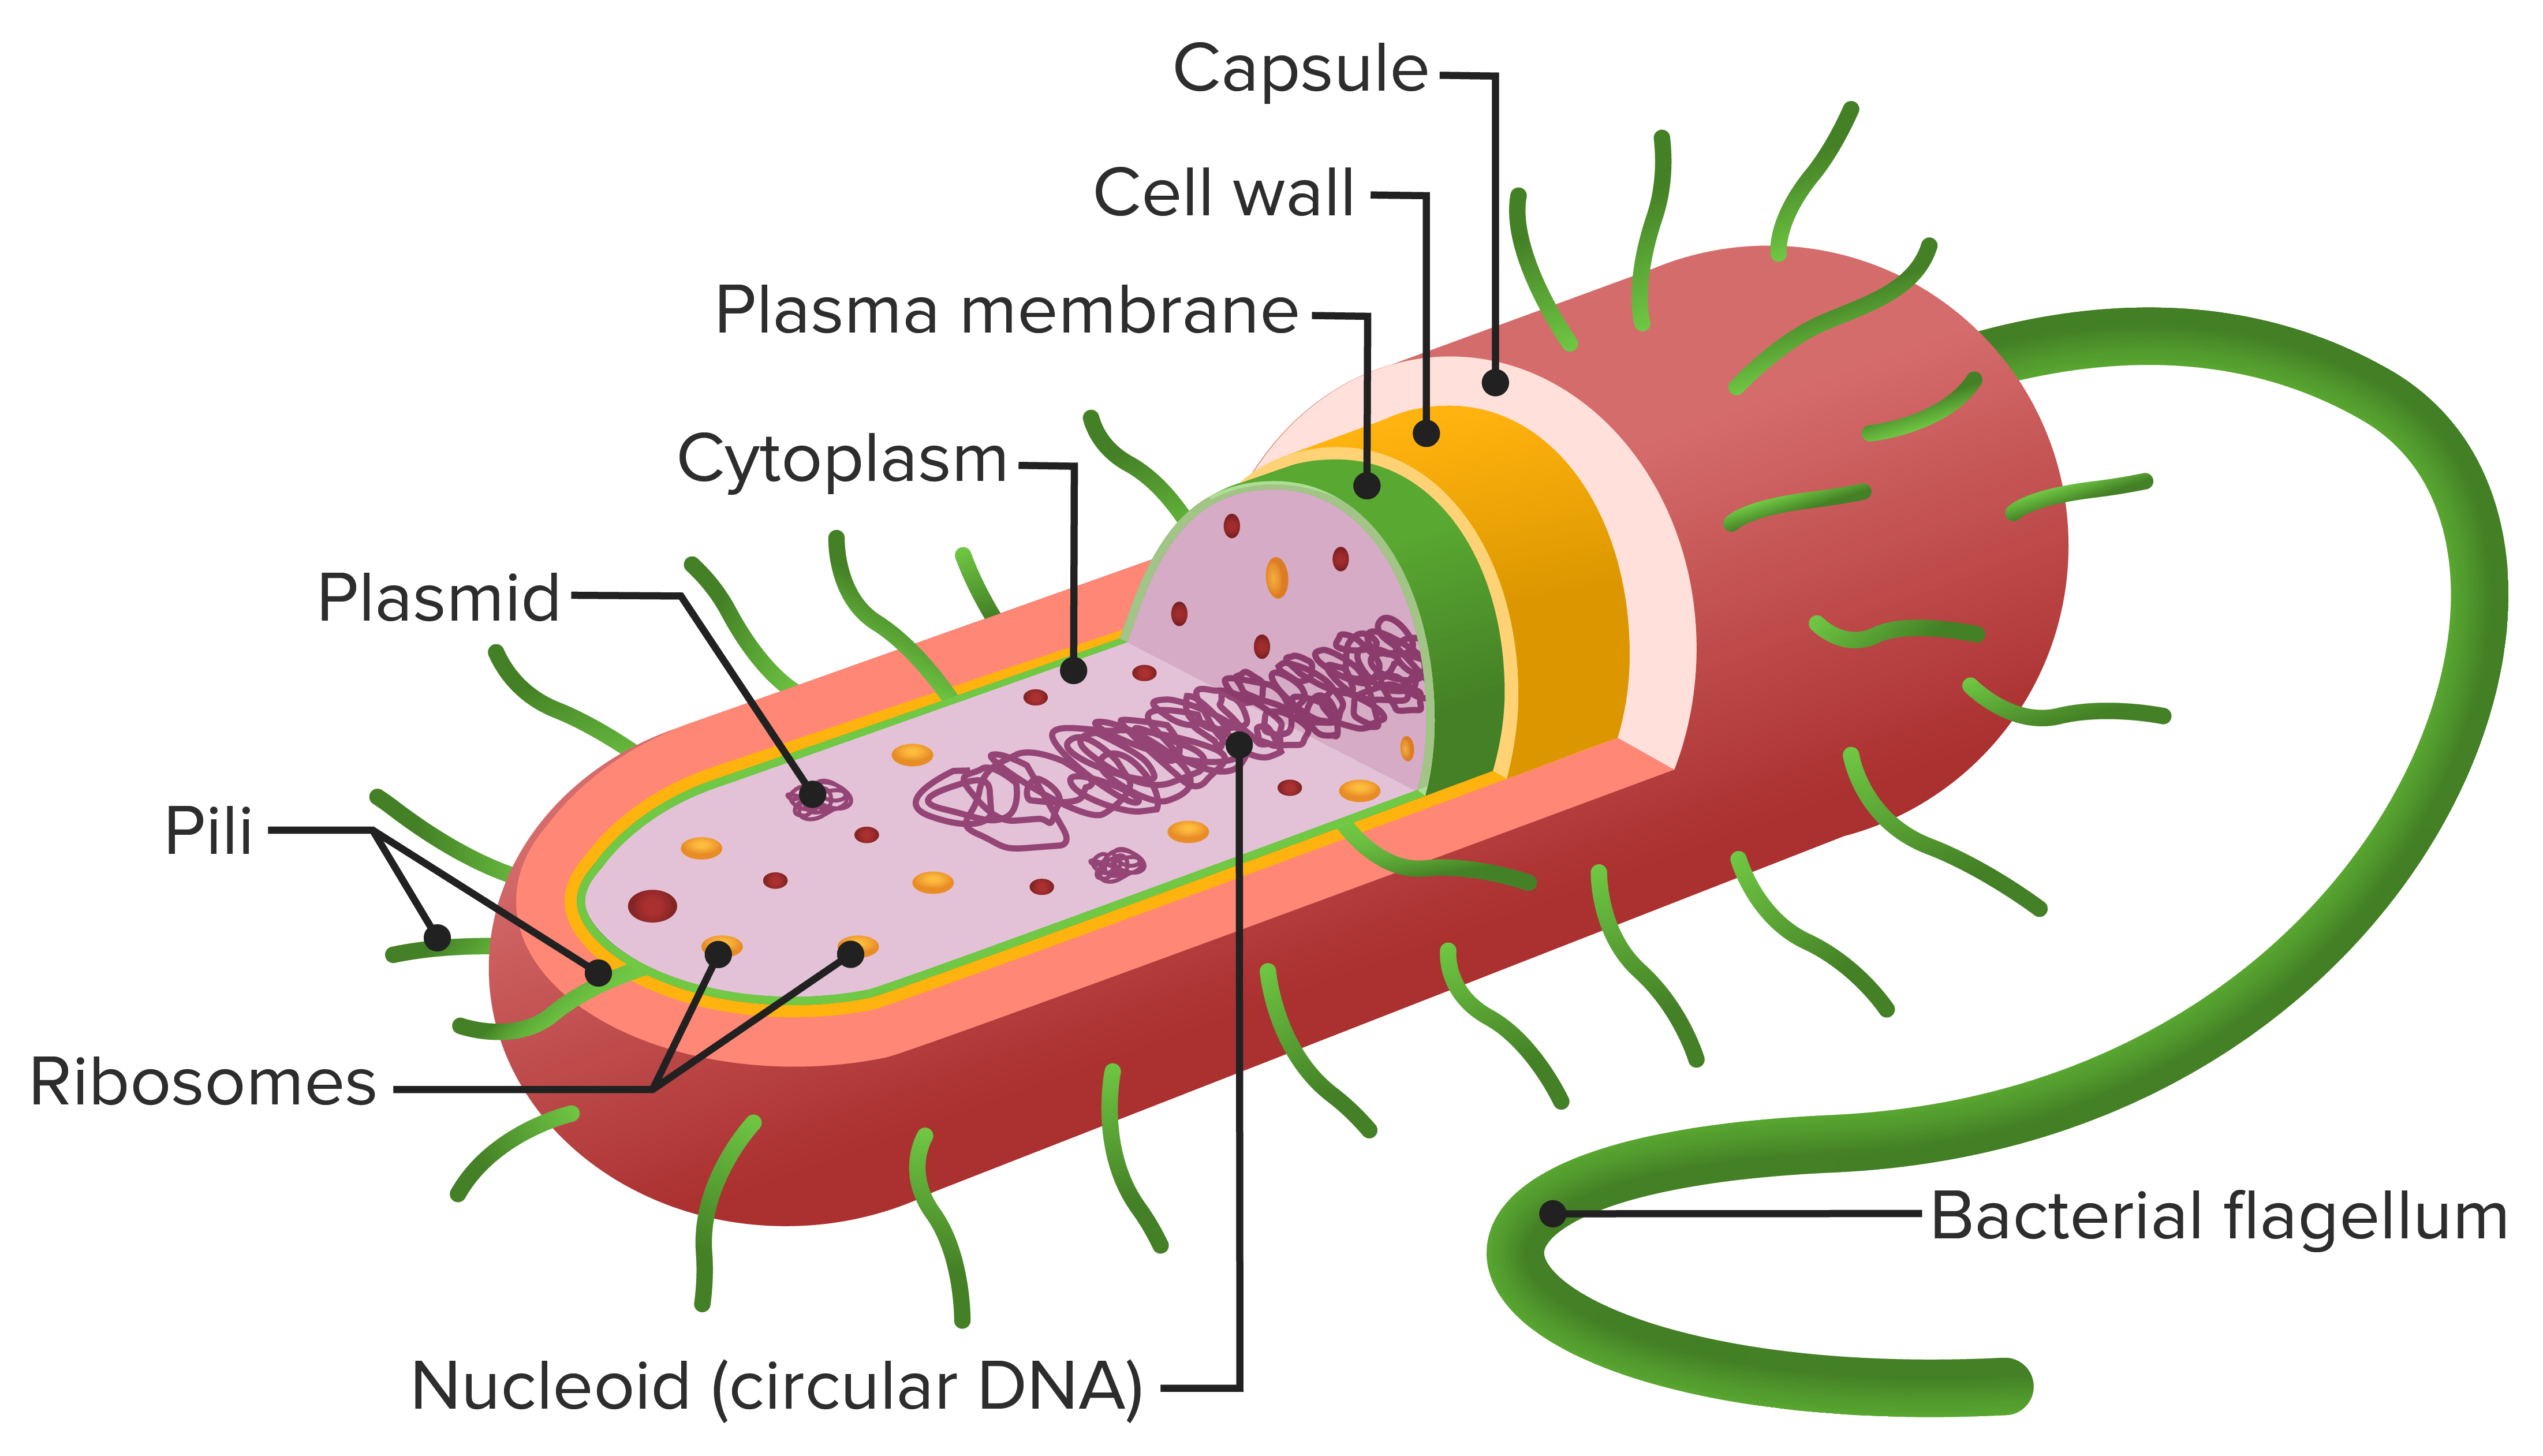 Capsule
Cell wall
Plasma membrane
Cytoplasm
Plasmid
Pili
Ribosomes
Bacterial flagellum
Nucleoid (circular DNA)